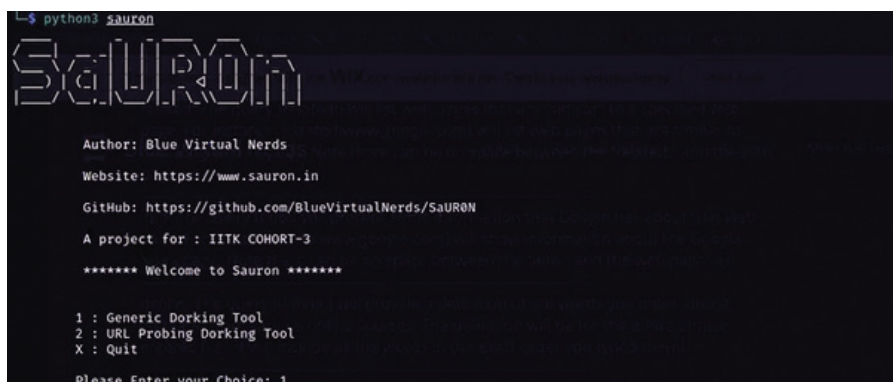 └─$ python3 sauron
SaUR0n
Author: Blue Virtual Nerds
Website: https://www.sauron.in
GitHub: https://github.com/BlueVirtualNerds/SaUR0N
A project for : IITK COHORT-3
******* Welcome to Sauron *******
1 : Generic Dorking Tool
2 : URL Probing Dorking Tool
X : Quit
Please Enter your Choice: 1